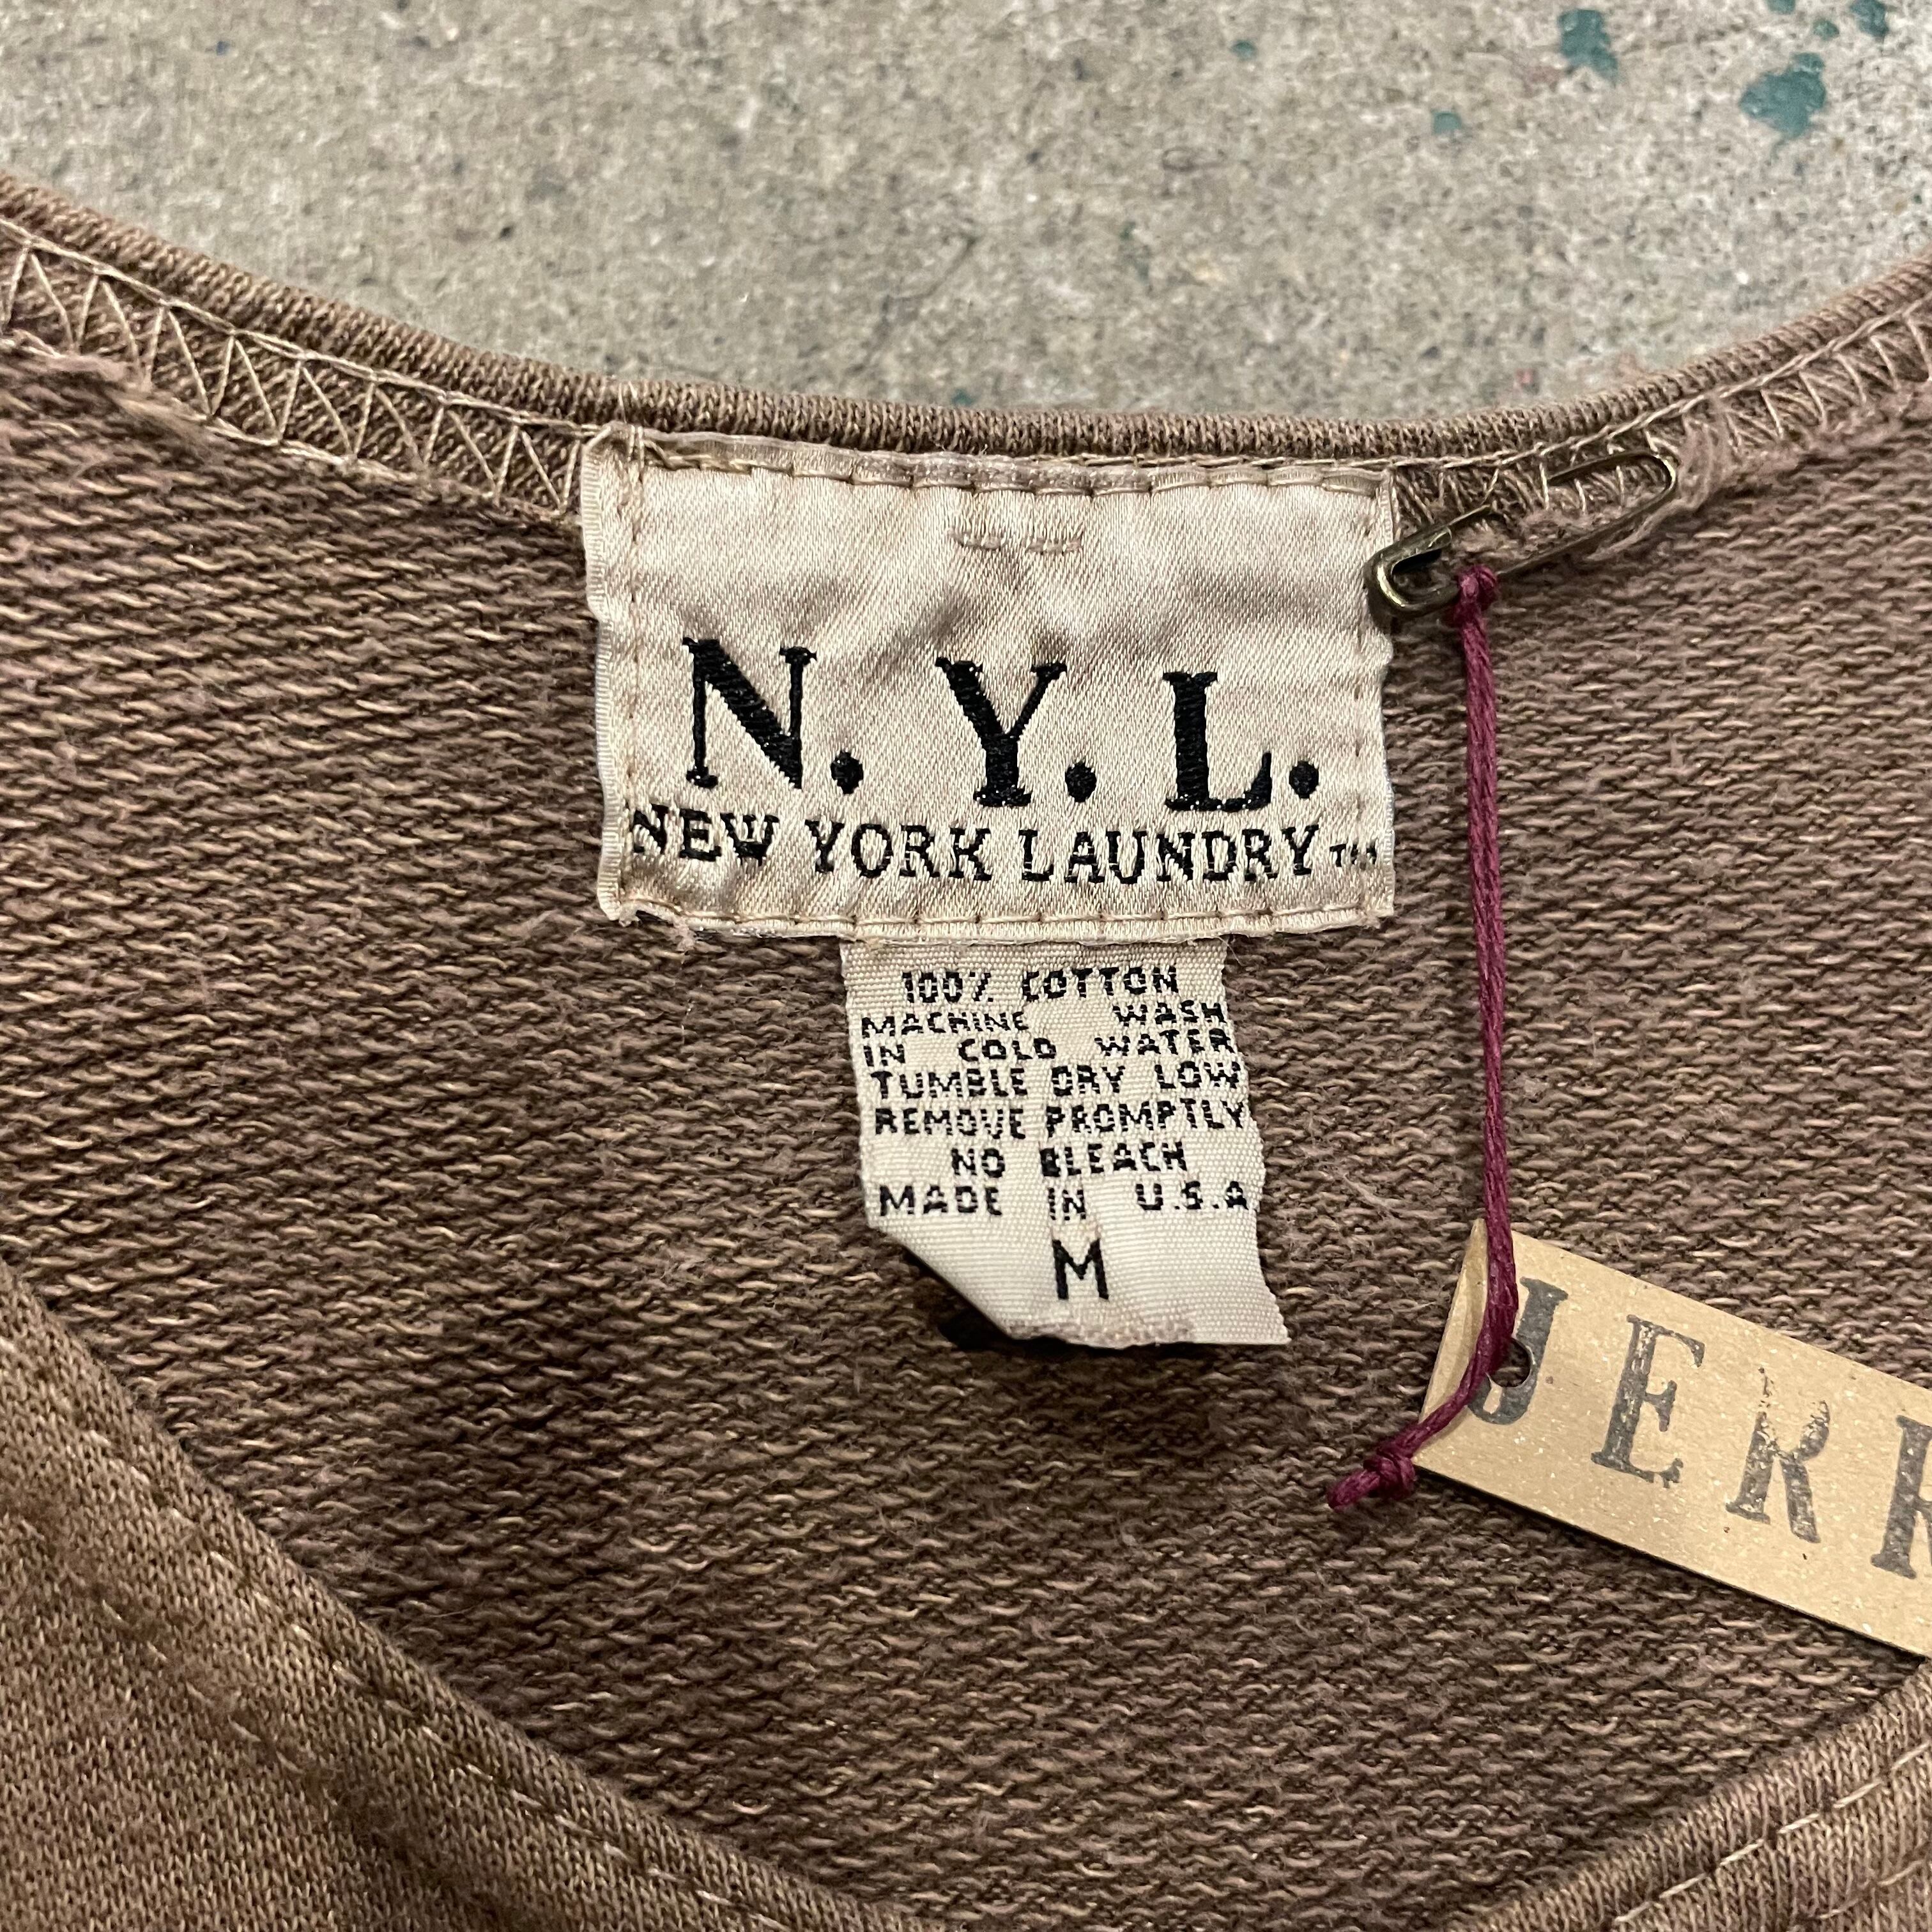 N. Y. L.
NEW YORK LAUNDRY™
100% COTTON
MACHINE WASH
IN COLD WATER
TUMBLE DRY LOW
REMOVE PROMPTLY
NO BLEACH
MADE IN U.S.A
M
JERR